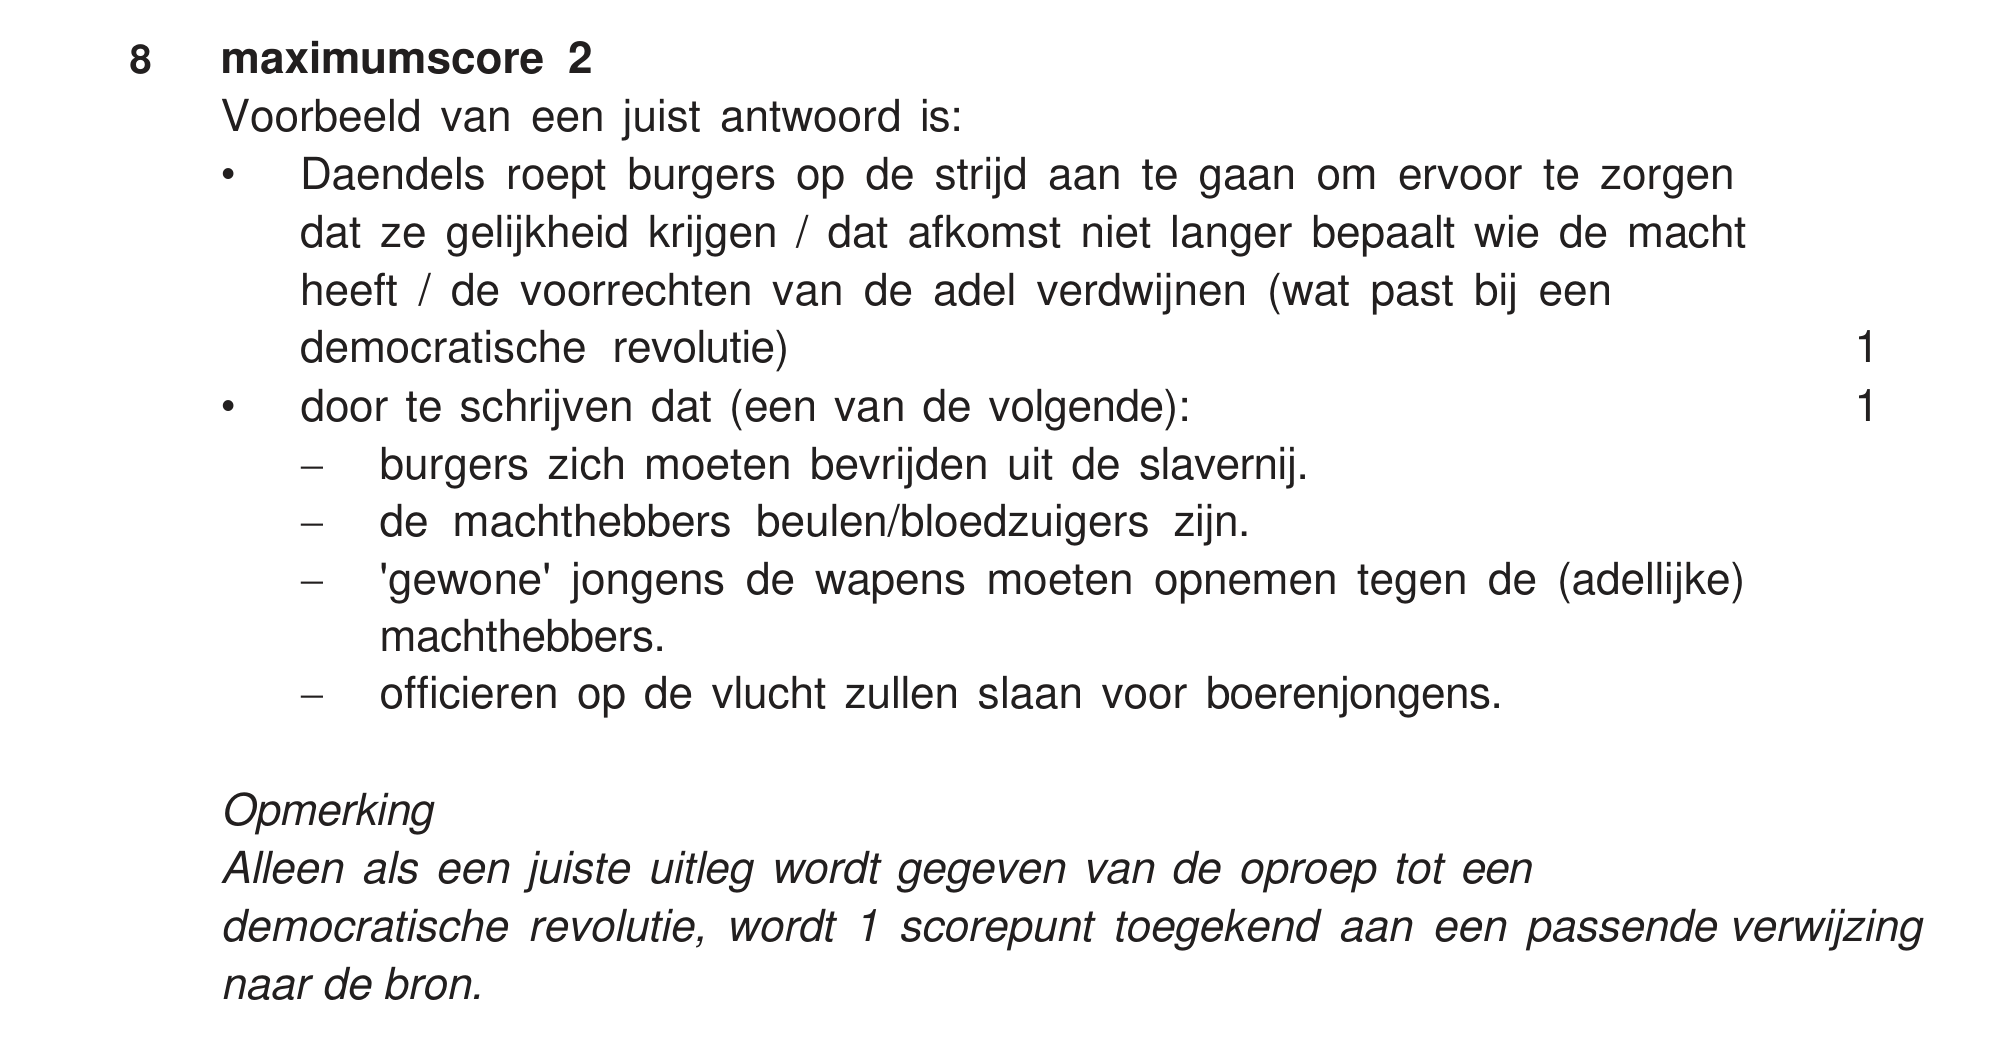 8 maximumscore 2
Voorbeeld van een juist antwoord is:
• Daendels roept burgers op de strijd aan te gaan om ervoor te zorgen
dat ze gelijkheid krijgen / dat afkomst niet langer bepaalt wie de macht
heeft / de voorrechten van de adel verdwijnen (wat past bij een
democratische revolutie) 1
• door te schrijven dat (een van de volgende): 1
− burgers zich moeten bevrijden uit de slavernij.
− de machthebbers beulen/bloedzuigers zijn.
− 'gewone' jongens de wapens moeten opnemen tegen de (adellijke)
machthebbers.
− officieren op de vlucht zullen slaan voor boerenjongens.
Opmerking
Alleen als een juiste uitleg wordt gegeven van de oproep tot een
democratische revolutie, wordt 1 scorepunt toegekend aan een passende verwijzing
naar de bron.